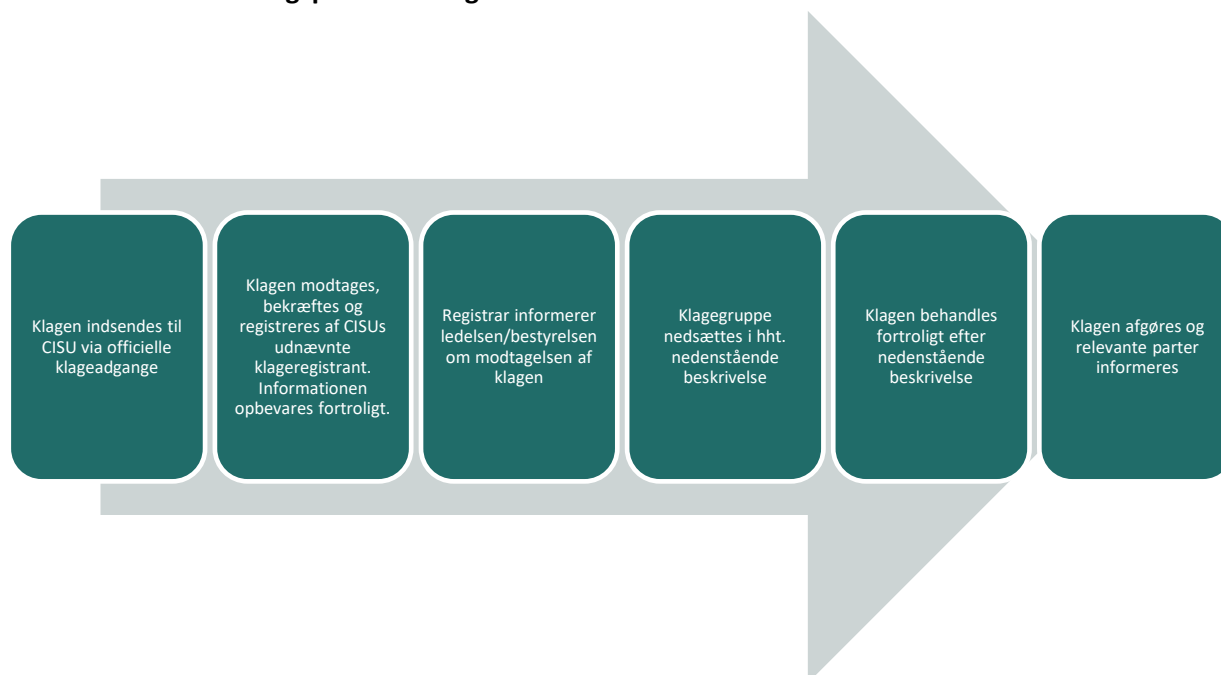 Klagen indsendes til
CISU via officielle
klageadgange
Klagen modtages,
bekræftes og
registreres af CISUs
udnævnte
klageregistrant.
Informationen
opbevares fortroligt.
Registrar informerer
ledelsen/bestyrelsen
om modtagelsen af
klagen
Klagegruppe
nedsættes i hht.
nedenstående
beskrivelse
Klagen behandles
fortroligt efter
nedenstående
beskrivelse
Klagen afgøres og
relevante parter
informeres